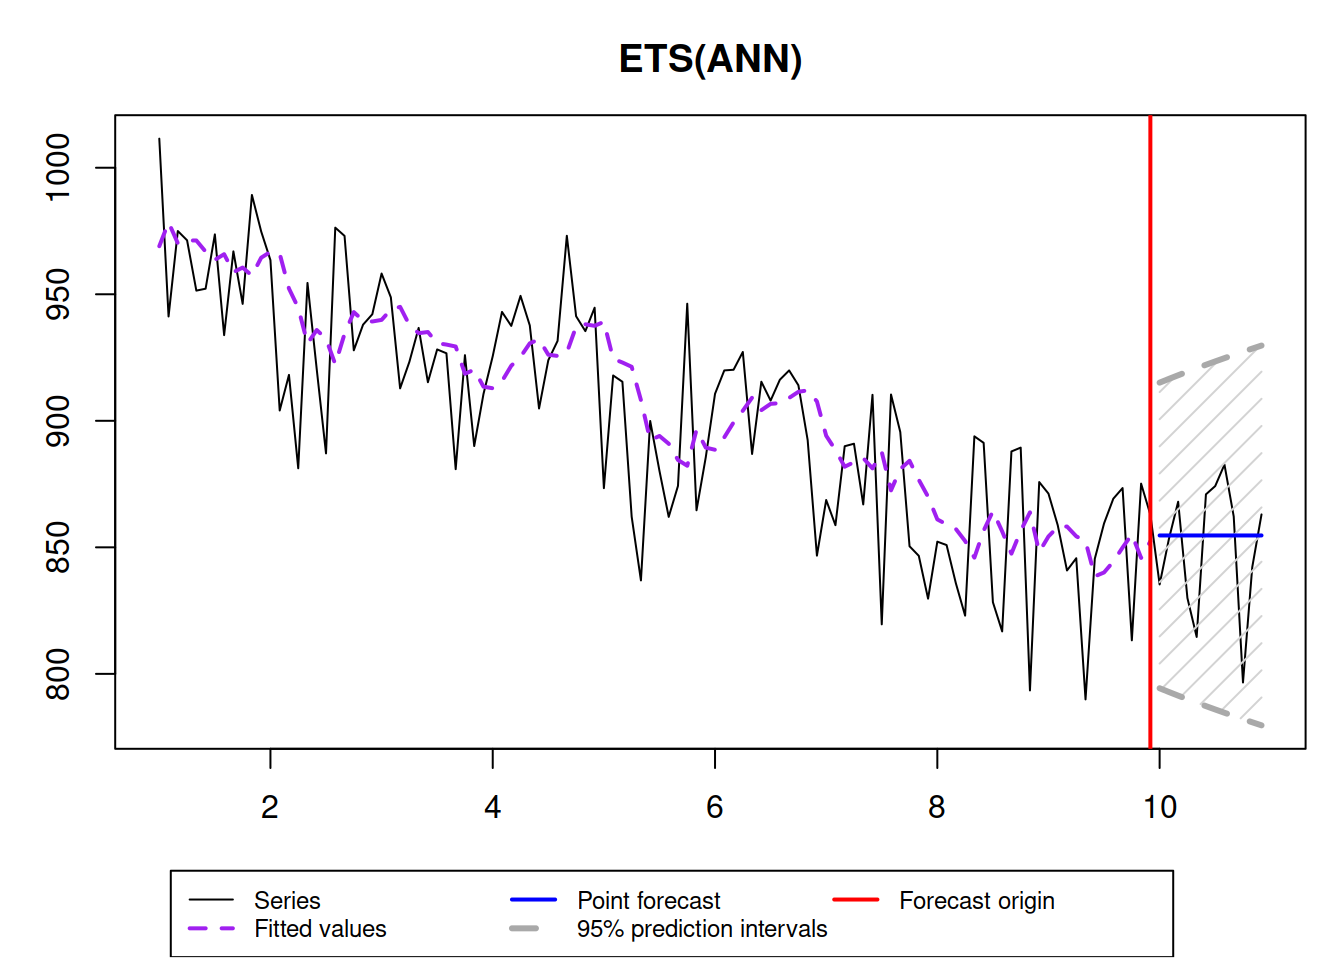 ETS(ANN)
1000
950
900
850
800
2 4 6 8 10
Series Point forecast Forecast origin
Fitted values 95% prediction intervals